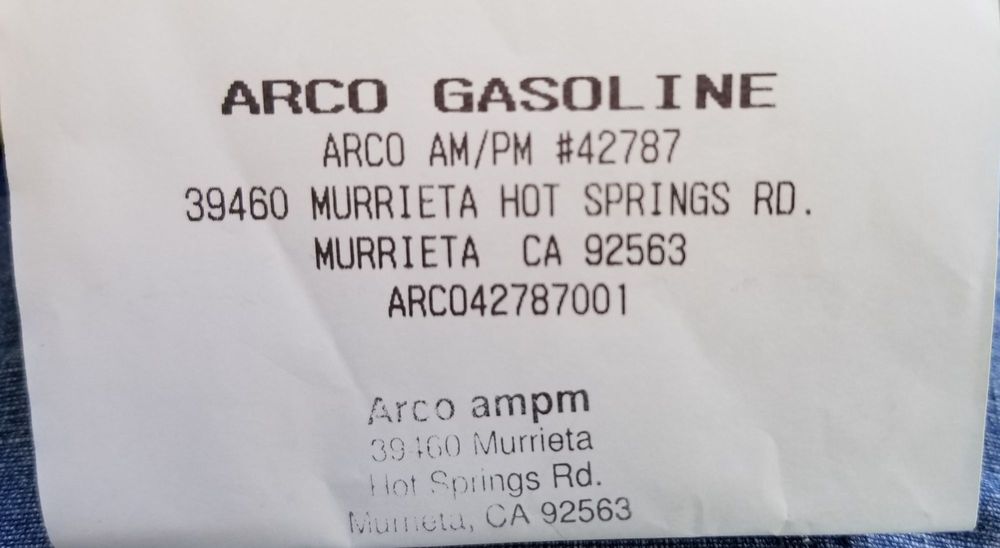 ARCO GASOLINE
ARCO AM/PM #42787
39460 MURRIETA HOT SPRINGS RD.
MURRIETA CA 92563
ARCO42787001
Arco ampm
39460 Murrieta
Hot Springs Rd.
Murrieta, CA 92563